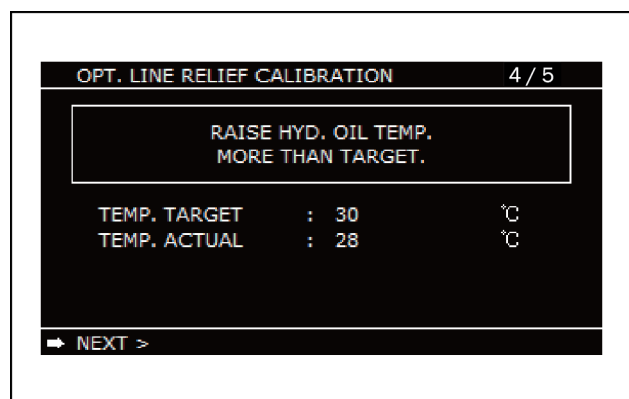 OPT. LINE RELIEF CALIBRATION 4/5
RAISE HYD. OIL TEMP.
MORE THAN TARGET.
TEMP. TARGET : 30 ℃
TEMP. ACTUAL : 28 ℃
➡ NEXT >